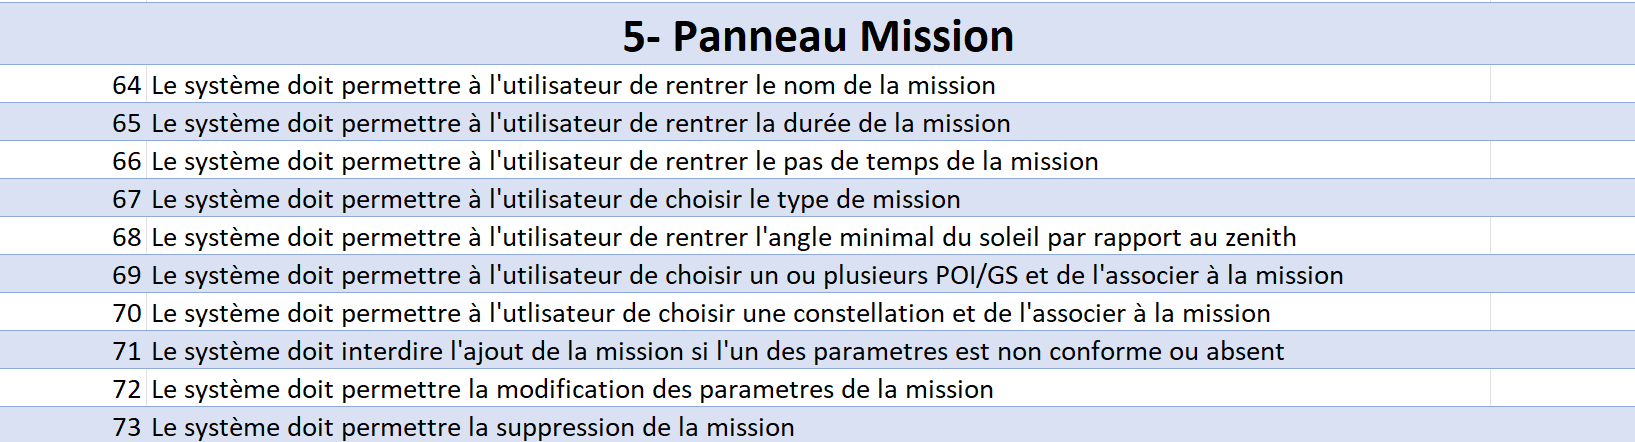 5- Panneau Mission
64 Le système doit permettre à l'utilisateur de rentrer le nom de la mission
65 Le système doit permettre à l'utilisateur de rentrer la durée de la mission
66 Le système doit permettre à l'utilisateur de rentrer le pas de temps de la mission
67 Le système doit permettre à l'utilisateur de choisir le type de mission
68 Le système doit permettre à l'utilisateur de rentrer l'angle minimal du soleil par rapport au zenith
69 Le système doit permettre à l'utilisateur de choisir un ou plusieurs POI/GS et de l'associer à la mission
70 Le système doit permettre à l'utlisateur de choisir une constellation et de l'associer à la mission
71 Le système doit interdire l'ajout de la mission si l'un des parametres est non conforme ou absent
72 Le système doit permettre la modification des parametres de la mission
73 Le système doit permettre la suppression de la mission